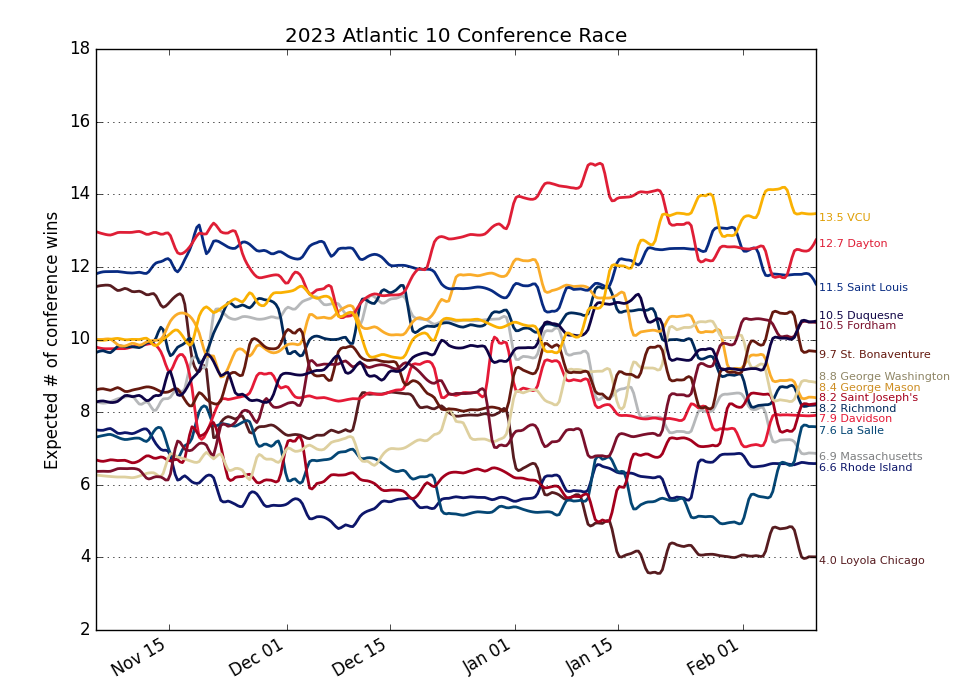 2023 Atlantic 10 Conference Race
Expected # of conference wins
18
16
14
12
10
8
6
4
2
Nov 15
Dec 01
Dec 15
Jan 01
Jan 15
Feb 01
13.5 VCU
12.7 Dayton
11.5 Saint Louis
10.5 Duquesne
10.5 Fordham
9.7 St. Bonaventure
8.8 George Washington
8.4 George Mason
8.2 Saint Joseph's
8.2 Richmond
7.9 Davidson
7.6 La Salle
6.9 Massachusetts
6.6 Rhode Island
4.0 Loyola Chicago